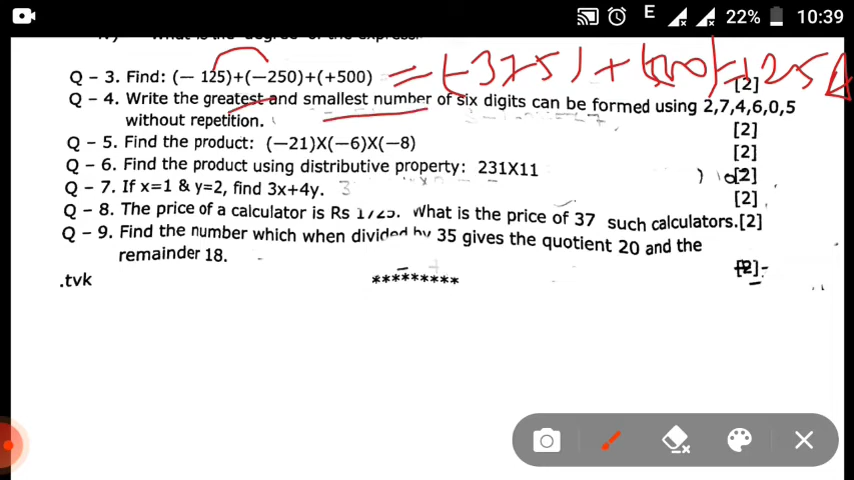 E 22% 10:39
Q - 3. Find: (- 125)+(-250)+(+500) = (-375)+(500)=125 A
[2]
Q - 4. Write the greatest and smallest number of six digits can be formed using 2,7,4,6,0,5
without repetition. [2]
Q - 5. Find the product: (-21)X(-6)X(-8) [2]
Q - 6. Find the product using distributive property: 231X11 [2]
Q - 7. If x=1 & y=2, find 3x+4y. [2]
Q - 8. The price of a calculator is Rs 1725. What is the price of 37 such calculators.[2]
Q - 9. Find the number which when divided by 35 gives the quotient 20 and the
remainder 18. [2]
.tvk *********